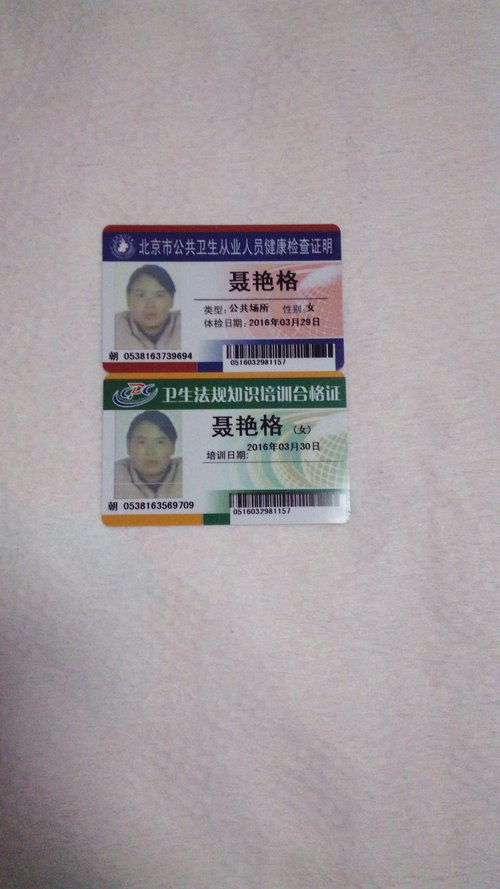 北京市公共卫生从业人员健康检查证明
聂艳格
类型：公共场所 性别：女
体检日期：2016年03月29日
朝 0538163739694
0516032981157
CDC 卫生法规知识培训合格证
聂艳格（女）
2016年03月30日
培训日期：
朝 0538163569709
0516032981157